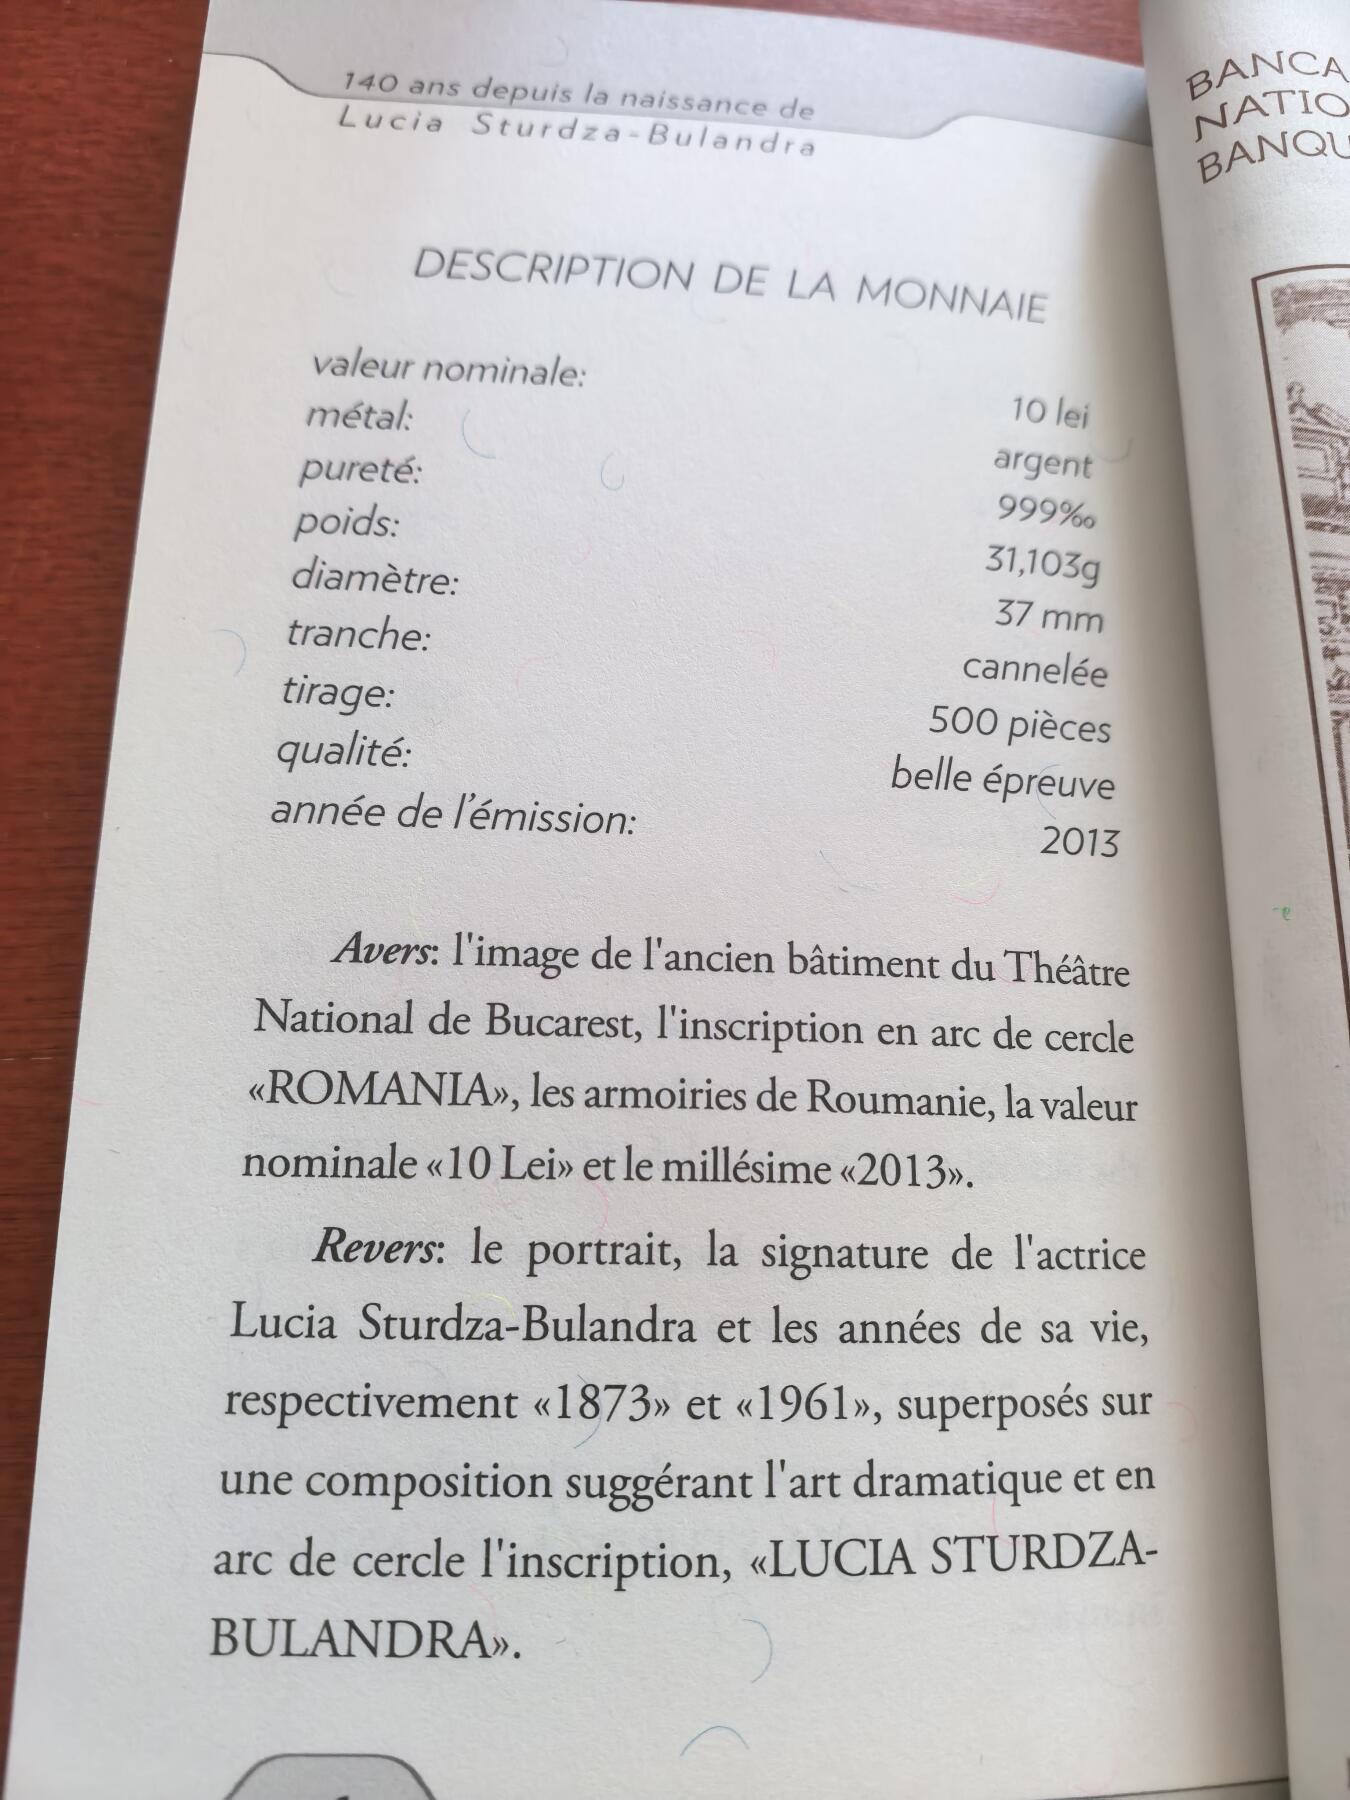 140 ans depuis la naissance de
Lucia Sturdza-Bulandra
DESCRIPTION DE LA MONNAIE
valeur nominale: 10 lei
métal: argent
pureté: 999‰
poids: 31,103g
diamètre: 37 mm
tranche: cannelée
tirage: 500 pièces
qualité: belle épreuve
année de l'émission: 2013
Avers: l'image de l'ancien bâtiment du Théâtre
National de Bucarest, l'inscription en arc de cercle
«ROMANIA», les armoiries de Roumanie, la valeur
nominale «10 Lei» et le millésime «2013».
Revers: le portrait, la signature de l'actrice
Lucia Sturdza-Bulandra et les années de sa vie,
respectivement «1873» et «1961», superposés sur
une composition suggérant l'art dramatique et en
arc de cercle l'inscription, «LUCIA STURDZA-
BULANDRA».
BANCA
NATIO
BANQU